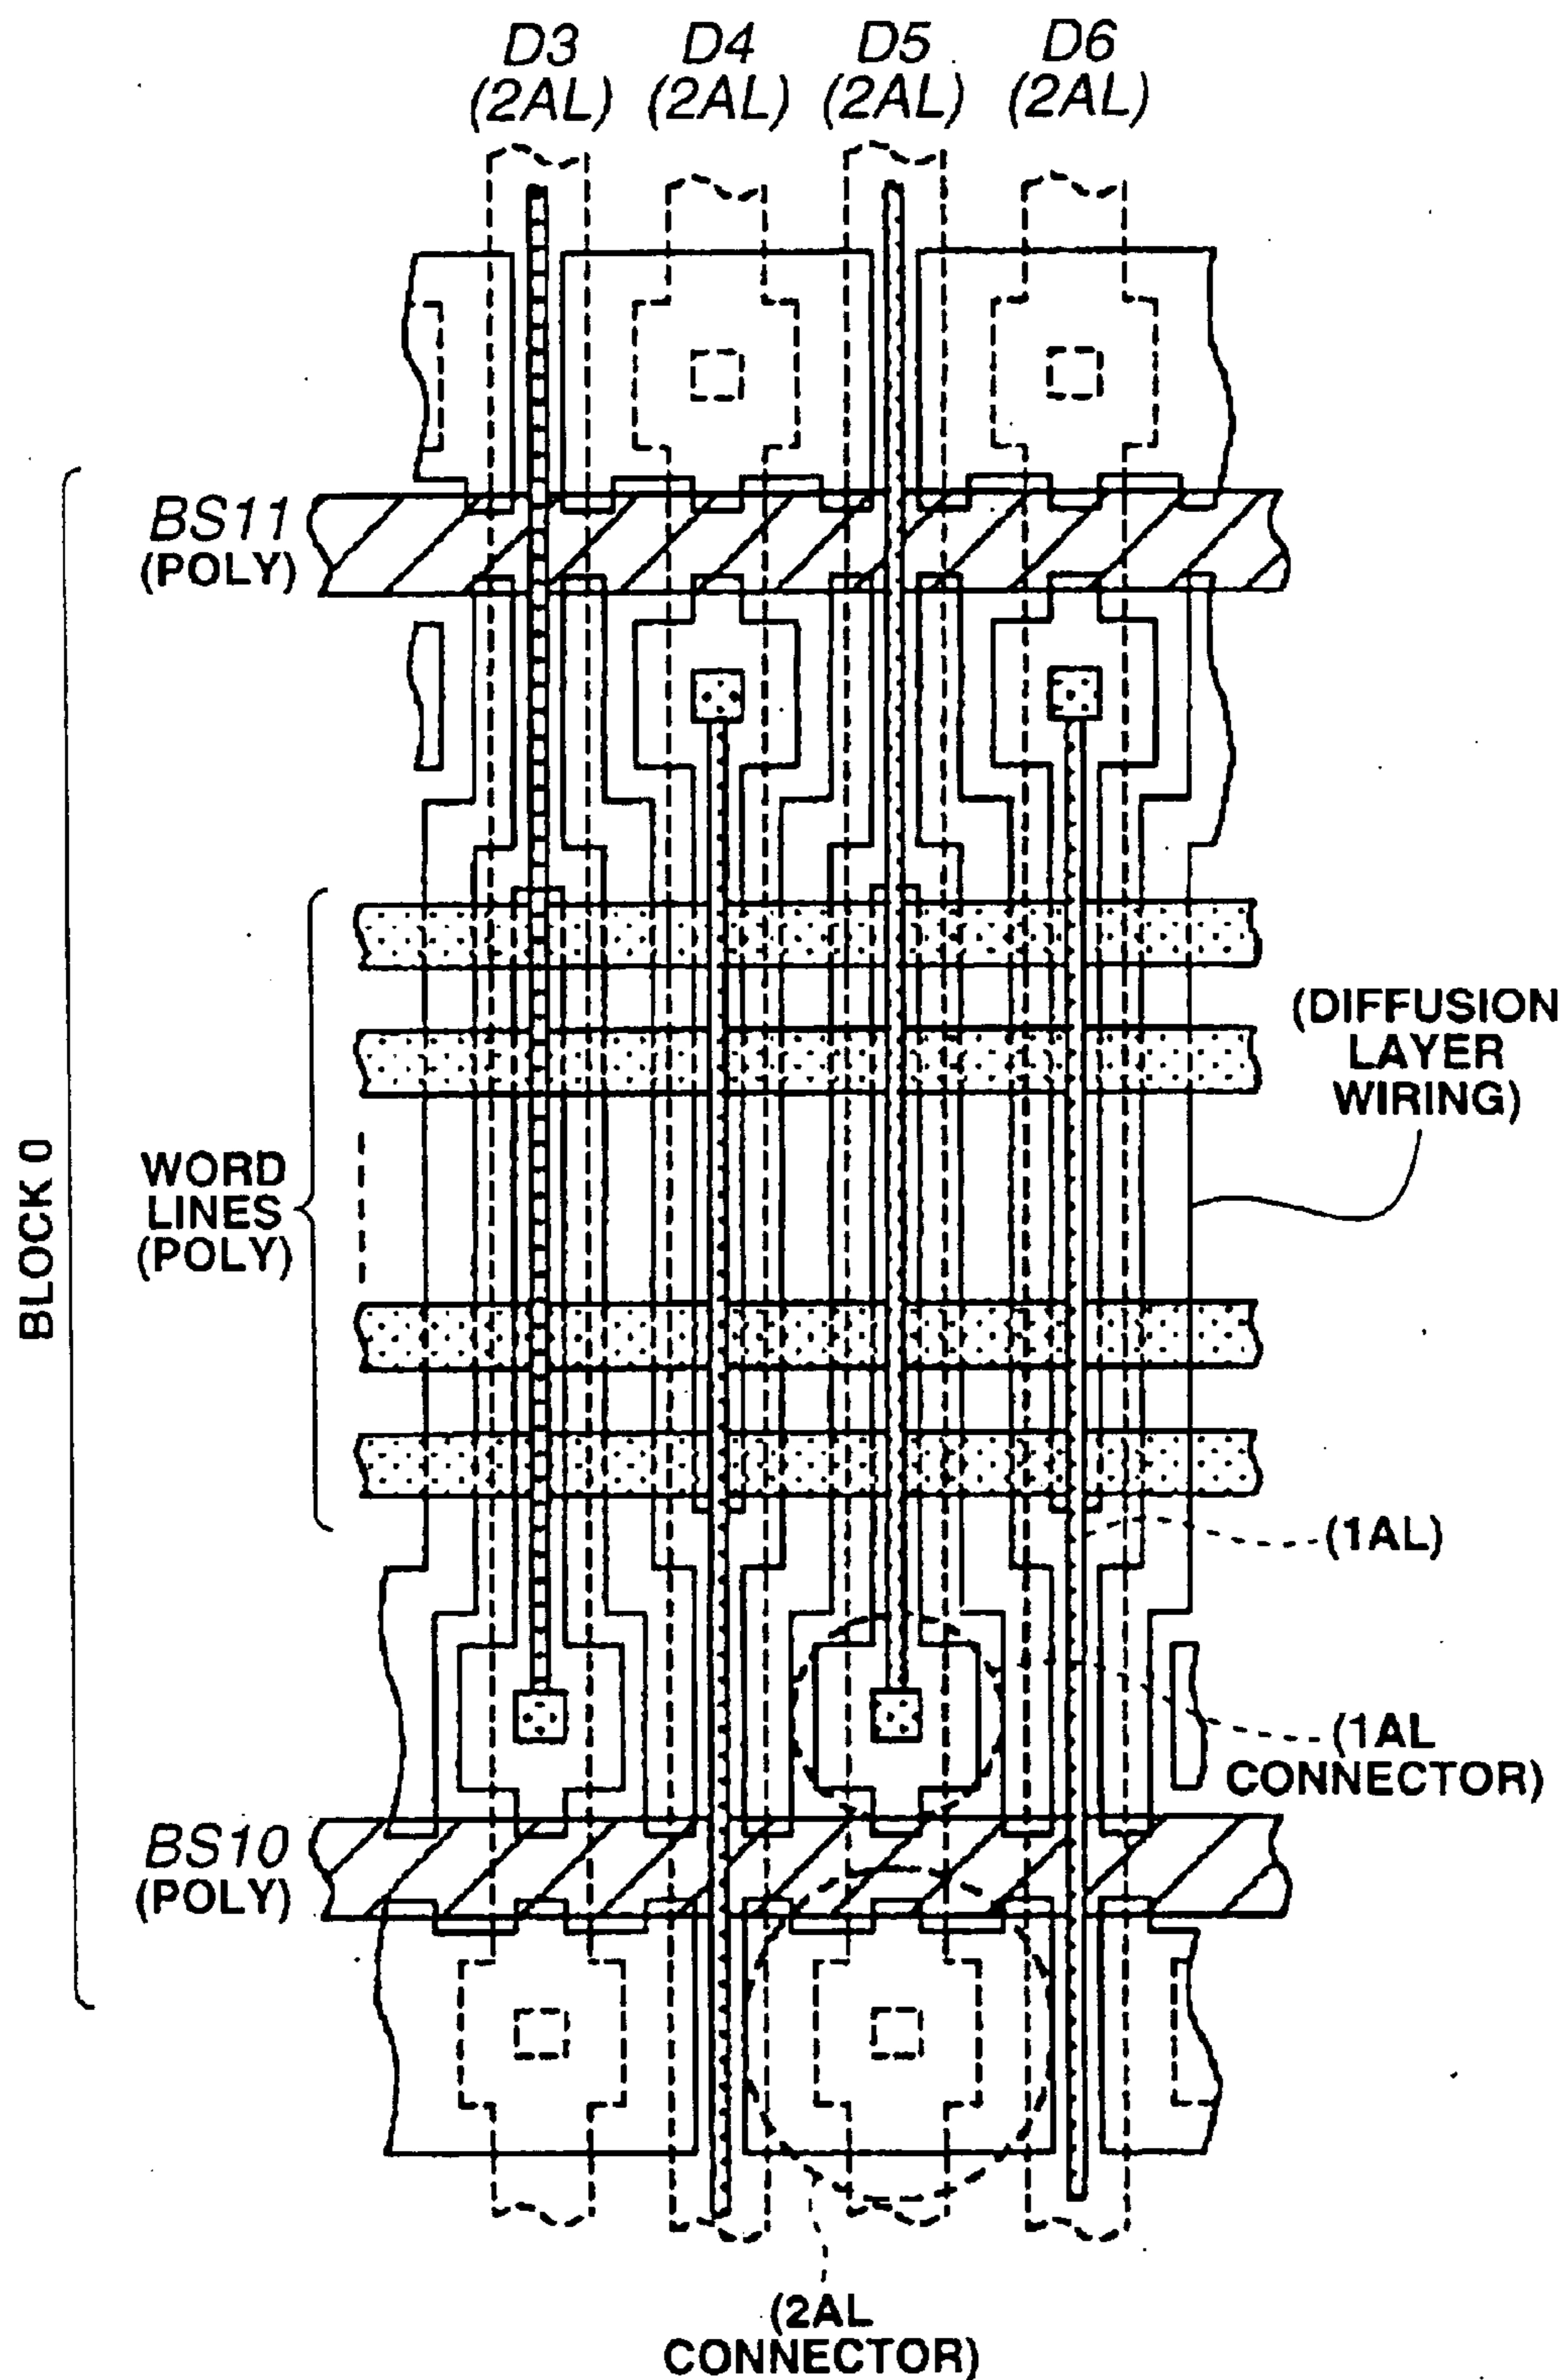 D3 D4 D5 D6
(2AL) (2AL) (2AL) (2AL)
BS11
(POLY)
(DIFFUSION
LAYER
WIRING)
BLOCK 0
WORD
LINES
(POLY)
(1AL)
(1AL
CONNECTOR)
BS10
(POLY)
(2AL
CONNECTOR)